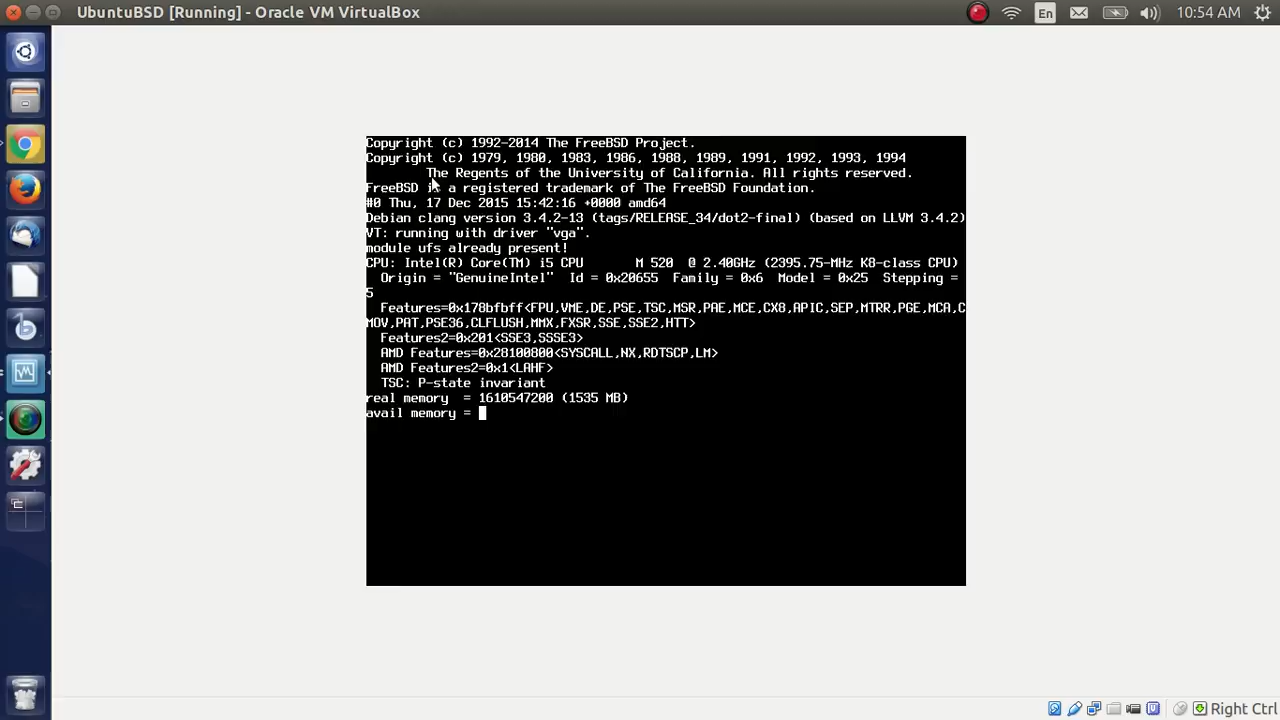 UbuntuBSD [Running] - Oracle VM VirtualBox
En
10:54 AM
Copyright (c) 1992-2014 The FreeBSD Project.
Copyright (c) 1979, 1980, 1983, 1986, 1988, 1989, 1991, 1992, 1993, 1994
The Regents of the University of California. All rights reserved.
FreeBSD is a registered trademark of The FreeBSD Foundation.
#0 Thu, 17 Dec 2015 15:42:16 +0000 amd64
Debian clang version 3.4.2-13 (tags/RELEASE_34/dot2-final) (based on LLVM 3.4.2)
VT: running with driver "vga".
module ufs already present!
CPU: Intel(R) Core(TM) i5 CPU       M 520  @ 2.40GHz (2395.75-MHz K8-class CPU)
Origin = "GenuineIntel"  Id = 0x20655  Family = 0x6  Model = 0x25  Stepping =
5
Features=0x178bfbff<FPU,VME,DE,PSE,TSC,MSR,PAE,MCE,CX8,APIC,SEP,MTRR,PGE,MCA,C
MOV,PAT,PSE36,CLFLUSH,MMX,FXSR,SSE,SSE2,HTT>
Features2=0x201<SSE3,SSSE3>
AMD Features=0x28100800<SYSCALL,NX,RDTSCP,LM>
AMD Features2=0x1<LAHF>
TSC: P-state invariant
real memory  = 1610547200 (1535 MB)
avail memory =
Right Ctrl